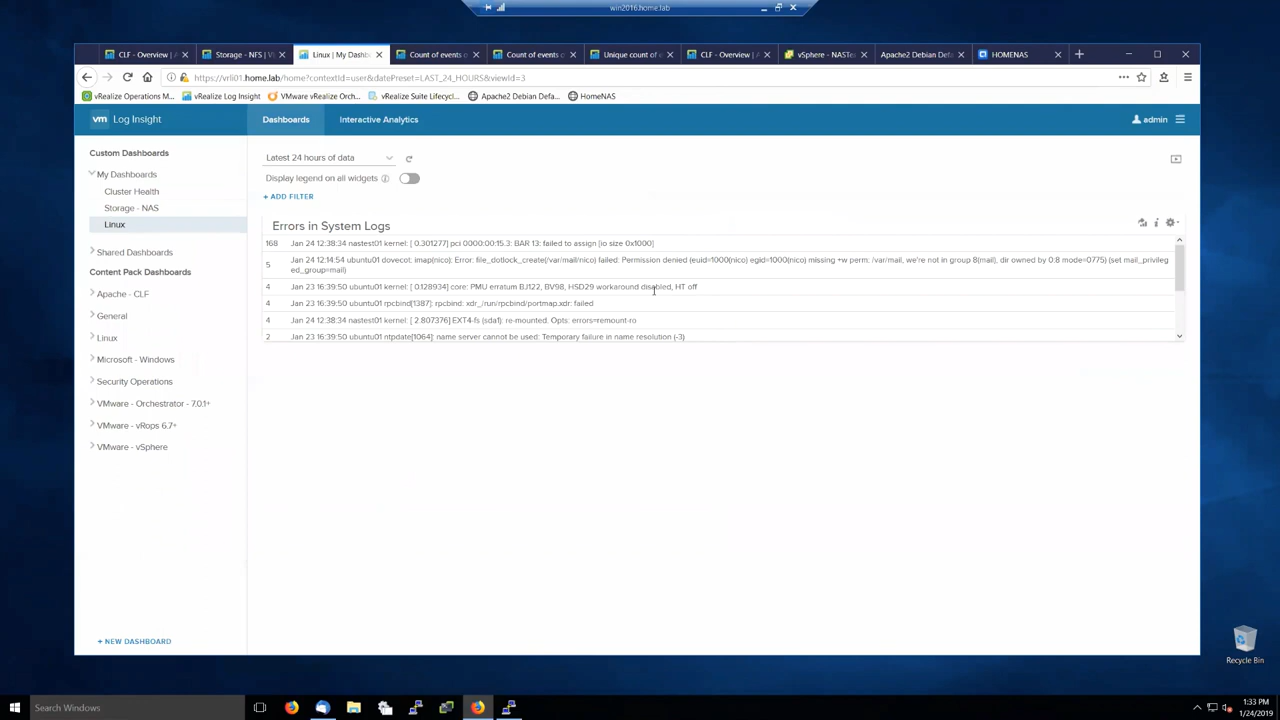 win2016.home.lab
CLF - Overview | A
Storage - NFS | VI
Linux | My Dashb
Count of events o
Count of events o
Unique count of e
CLF - Overview | A
vSphere - NASTes
Apache2 Debian Def
HOMENAS
https://vrli01.home.lab/home?contextId=user&datePreset=LAST_24_HOURS&viewId=3
vRealize Operations M...
vRealize Log Insight
VMware vRealize Orch...
vRealize Suite Lifecycl...
Apache2 Debian Defa...
HomeNAS
vm Log Insight
Dashboards
Interactive Analytics
admin
Custom Dashboards
My Dashboards
Cluster Health
Storage - NAS
Linux
Shared Dashboards
Content Pack Dashboards
Apache - CLF
General
Linux
Microsoft - Windows
Security Operations
VMware - Orchestrator - 7.0.1+
VMware - vRops 6.7+
VMware - vSphere
+ NEW DASHBOARD
Latest 24 hours of data
Display legend on all widgets
+ ADD FILTER
Errors in System Logs
168 Jan 24 12:38:34 nastest01 kernel: [ 0.301277] pci 0000:00:15.3: BAR 13: failed to assign [io size 0x1000]
5 Jan 24 12:14:54 ubuntu01 dovecot: imap(nico): Error: file_dotlock_create(/var/mail/nico) failed: Permission denied (euid=1000(nico) egid=1000(nico) missing +w perm: /var/mail, we're not in group 8(mail), dir owned by 0:8 mode=0775) (set mail_privileg
ed_group=mail)
4 Jan 23 16:39:50 ubuntu01 kernel: [ 0.128934] core: PMU erratum BJ122, BV98, HSD29 workaround disabled, HT off
4 Jan 23 16:39:50 ubuntu01 rpcbind[1387]: rpcbind: xdr_/run/rpcbind/portmap.xdr: failed
4 Jan 24 12:38:34 nastest01 kernel: [ 2.807376] EXT4-fs (sda1): re-mounted. Opts: errors=remount-ro
2 Jan 23 16:39:50 ubuntu01 ntpdate[1064]: name server cannot be used: Temporary failure in name resolution (-3)
Recycle Bin
Search Windows
1:33 PM
1/24/2019